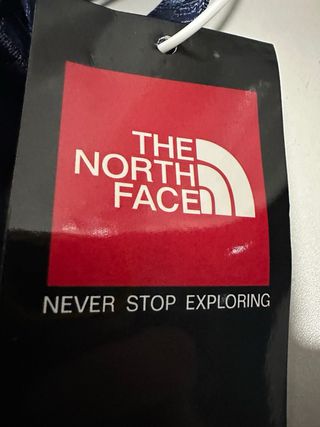 THE
NORTH
FACE
NEVER STOP EXPLORING